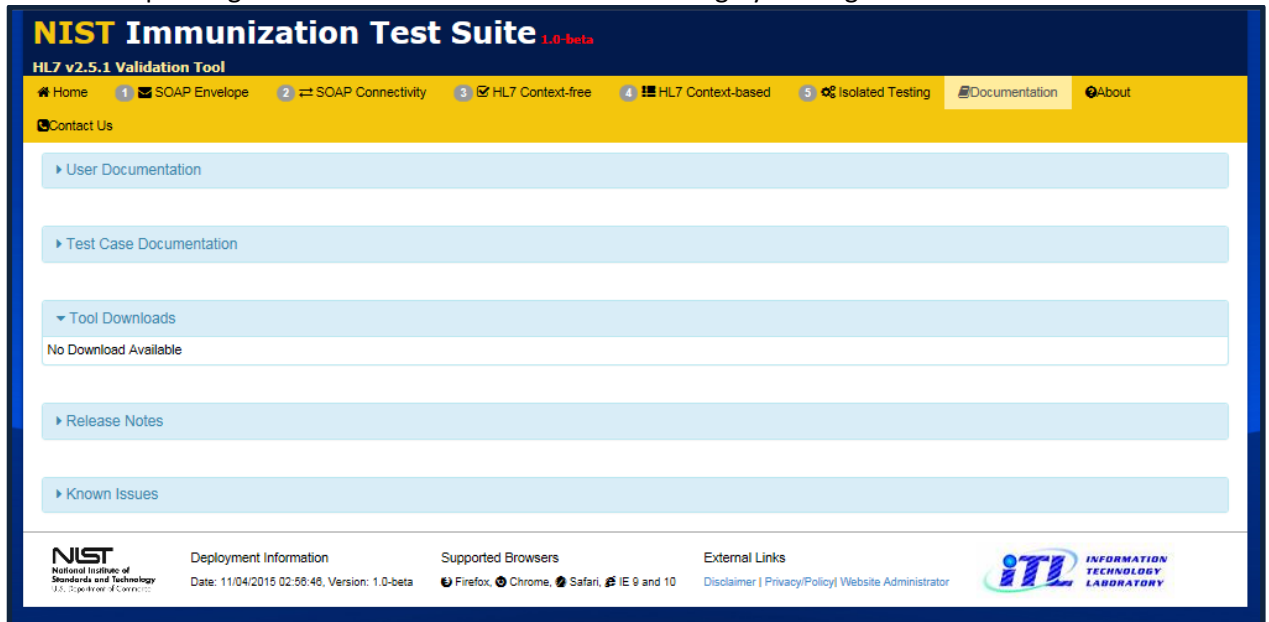 NIST Immunization Test Suite 1.0-beta
HL7 v2.5.1 Validation Tool
Home 1 SOAP Envelope 2 SOAP Connectivity 3 HL7 Context-free 4 HL7 Context-based 5 Isolated Testing Documentation About
Contact Us
User Documentation
Test Case Documentation
Tool Downloads
No Download Available
Release Notes
Known Issues
NIST
National Institute of
Standards and Technology
U.S. Department of Commerce
Deployment Information
Date: 11/04/2015 02:56:46, Version: 1.0-beta
Supported Browsers
Firefox, Chrome, Safari, IE 9 and 10
External Links
Disclaimer | Privacy/Policy| Website Administrator
iTL INFORMATION
TECHNOLOGY
LABORATORY